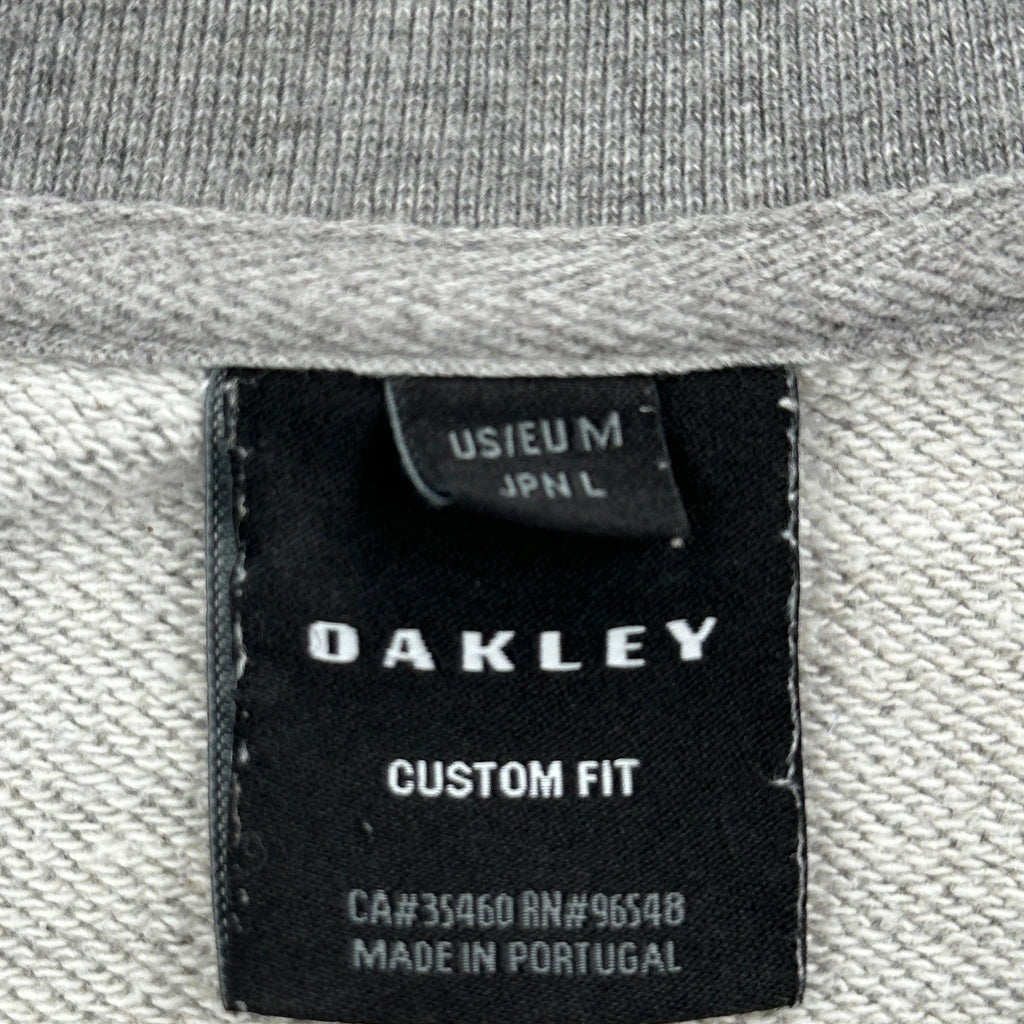 US/EU M
JPN L
OAKLEY
CUSTOM FIT
CA#35460 RN#96548
MADE IN PORTUGAL